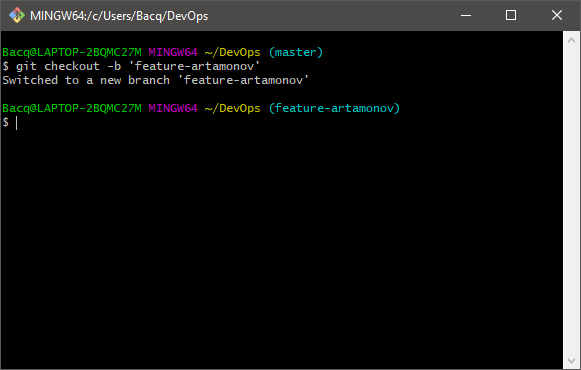 MINGW64:/c/Users/Bacq/DevOps
Bacq@LAPTOP-2BQMC27M MINGW64 ~/DevOps (master)
$ git checkout -b 'feature-artamonov'
Switched to a new branch 'feature-artamonov'
Bacq@LAPTOP-2BQMC27M MINGW64 ~/DevOps (feature-artamonov)
$